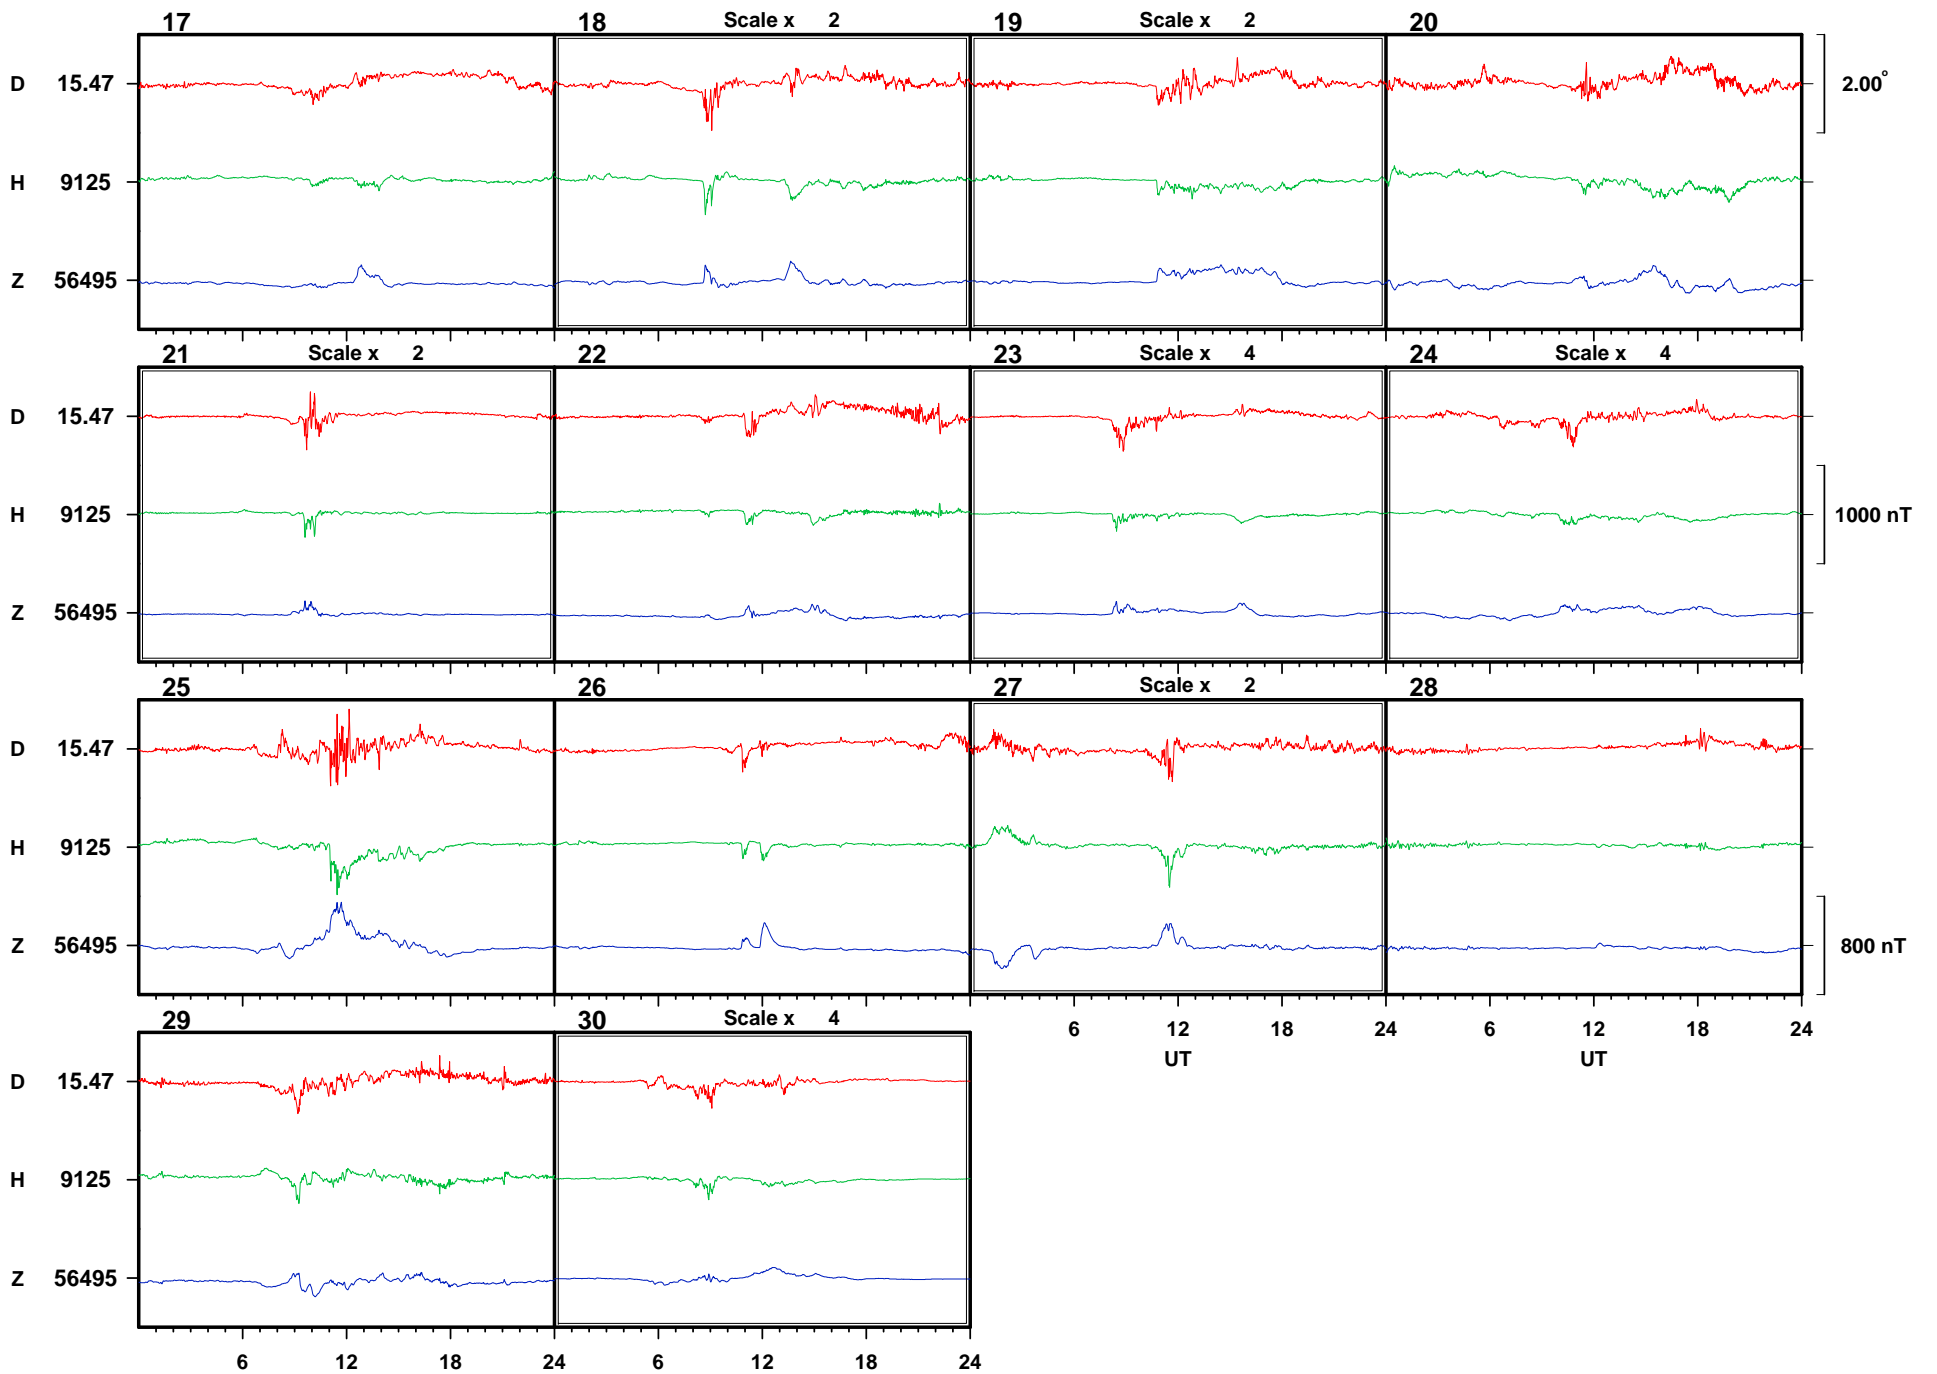 17 18 Scale x 2 19 Scale x 2 20
D 15.47 2.00°
H 9125
Z 56495
21 Scale x 2 22 23 Scale x 4 24 Scale x 4
D 15.47
H 9125 1000 nT
Z 56495
25 26 27 Scale x 2 28
D 15.47
H 9125
Z 56495 800 nT
29 30 Scale x 4 6 12 18 24 6 12 18 24
UT UT
D 15.47
H 9125
Z 56495
6 12 18 24 6 12 18 24